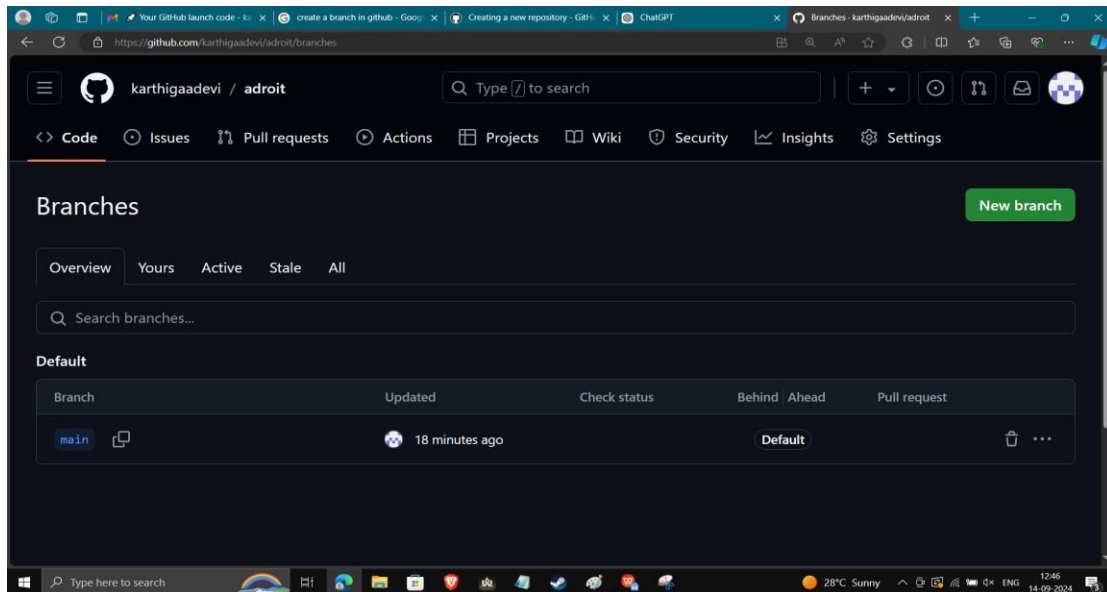 Your GitHub launch code - ka
create a branch in github - Googl
Creating a new repository - GitHu
ChatGPT
Branches - karthigaadevi/adroit
https://github.com/karthigaadevi/adroit/branches
karthigaadevi / adroit
Type / to search
Code
Issues
Pull requests
Actions
Projects
Wiki
Security
Insights
Settings
Branches
New branch
Overview
Yours
Active
Stale
All
Search branches...
Default
Branch
Updated
Check status
Behind
Ahead
Pull request
main
18 minutes ago
Default
Type here to search
28°C Sunny
ENG
12:46
14-09-2024